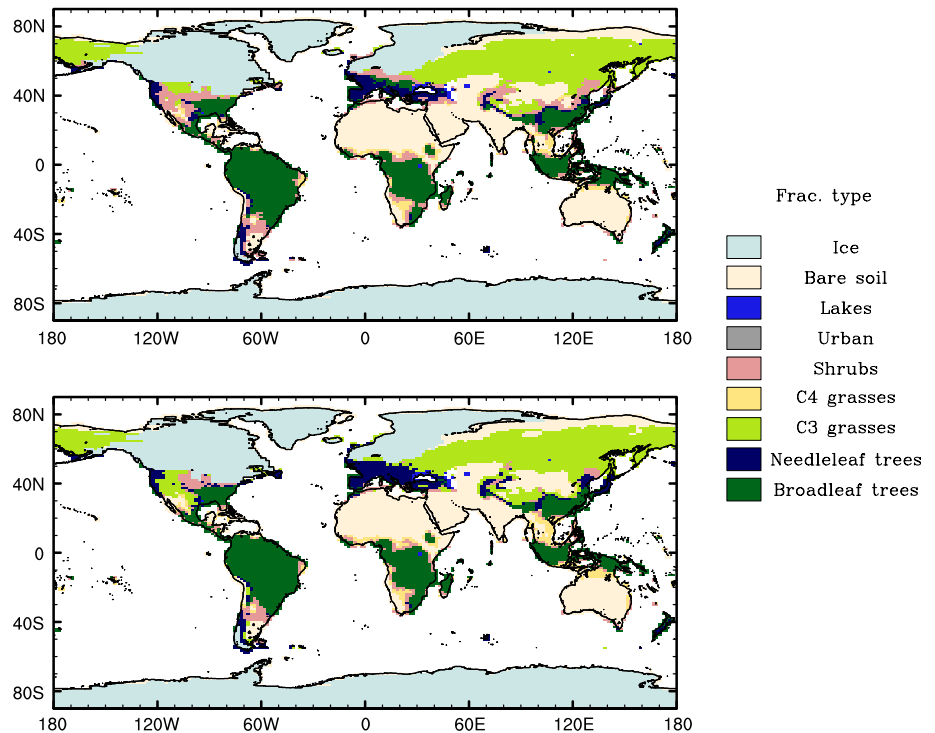 80N
40N
0
40S
80S
180 120W 60W 0 60E 120E 180
Frac. type
Ice
Bare soil
Lakes
Urban
Shrubs
C4 grasses
C3 grasses
Needleleaf trees
Broadleaf trees
80N
40N
0
40S
80S
180 120W 60W 0 60E 120E 180